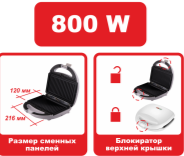 800 W
120 мм
216 мм
Размер сменных
панелей
Блокиратор
верхней крышки